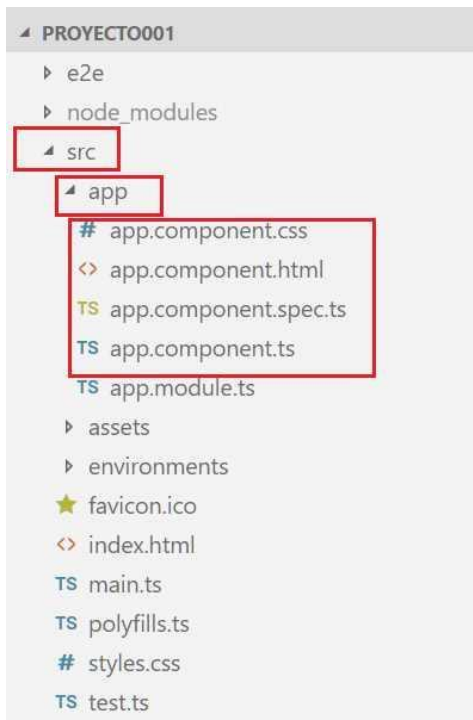 PROYECTO001
e2e
node_modules
src
app
# app.component.css
<> app.component.html
TS app.component.spec.ts
TS app.component.ts
TS app.module.ts
assets
environments
favicon.ico
<> index.html
TS main.ts
TS polyfills.ts
# styles.css
TS test.ts